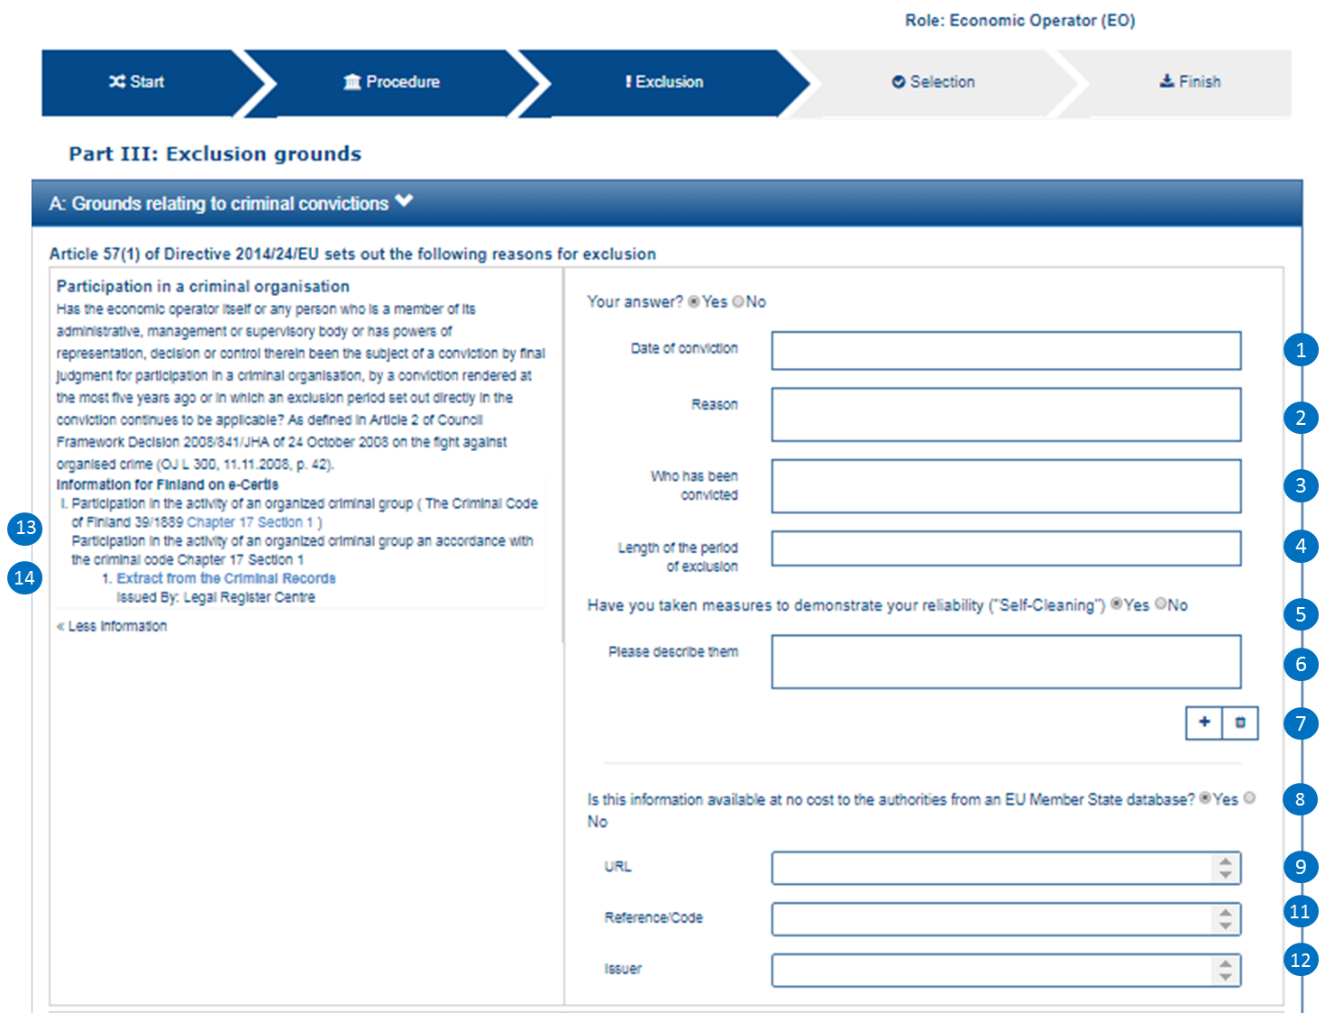 Role: Economic Operator (EO)
Start
Procedure
Exclusion
Selection
Finish
Part III: Exclusion grounds
A: Grounds relating to criminal convictions
Article 57(1) of Directive 2014/24/EU sets out the following reasons for exclusion
Participation in a criminal organisation
Has the economic operator itself or any person who is a member of its
administrative, management or supervisory body or has powers of
representation, decision or control therein been the subject of a conviction by final
judgment for participation in a criminal organisation, by a conviction rendered at
the most five years ago or in which an exclusion period set out directly in the
conviction continues to be applicable? As defined in Article 2 of Council
Framework Decision 2008/841/JHA of 24 October 2008 on the fight against
organised crime (OJ L 300, 11.11.2008, p. 42).
Information for Finland on e-Certis
I. Participation in the activity of an organized criminal group ( The Criminal Code
of Finland 39/1889 Chapter 17 Section 1 )
13
Participation in the activity of an organized criminal group an accordance with
the criminal code Chapter 17 Section 1
14
1. Extract from the Criminal Records
Issued By: Legal Register Centre
« Less Information
Your answer? Yes No
Date of conviction
1
Reason
2
Who has been
convicted
3
Length of the period
of exclusion
4
Have you taken measures to demonstrate your reliability ("Self-Cleaning") Yes No
5
Please describe them
6
+
7
Is this information available at no cost to the authorities from an EU Member State database? Yes
No
8
URL
9
Reference/Code
11
Issuer
12